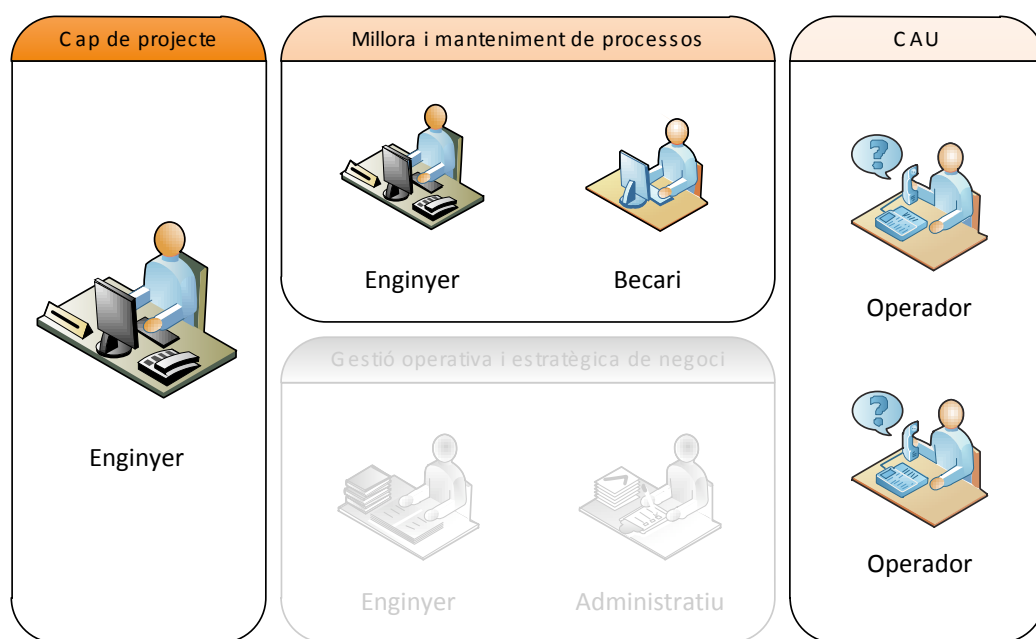 Cap de projecte
Enginyer
Millora i manteniment de processos
Enginyer
Becari
Gestió operativa i estratègica de negoci
Enginyer
Administratiu
CAU
Operador
Operador